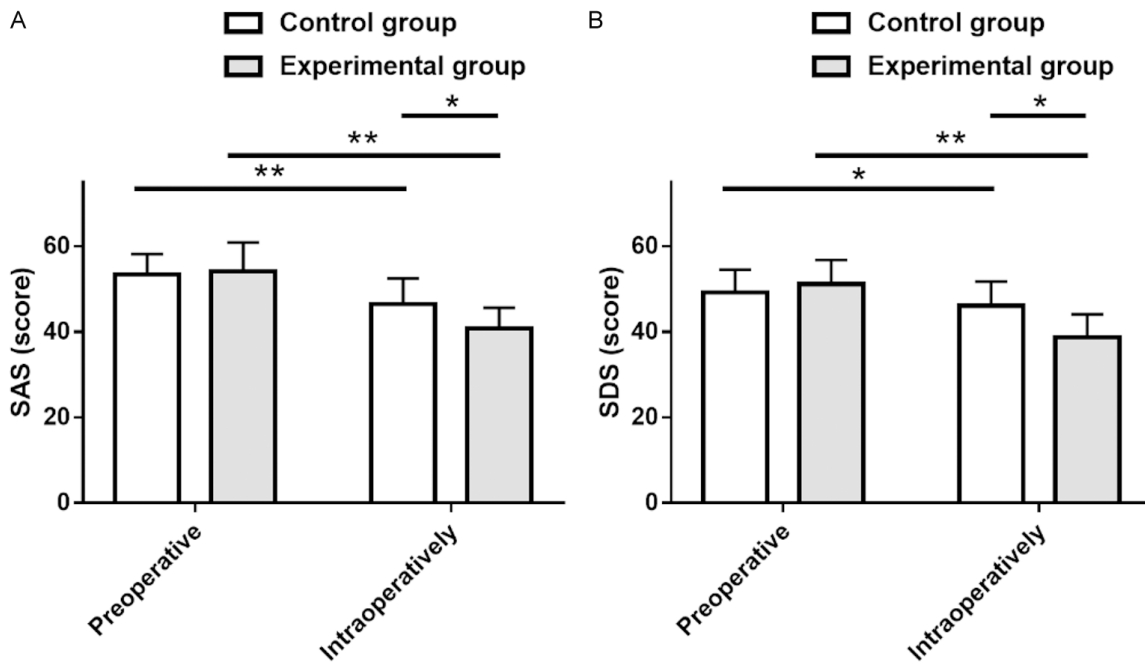 A
Control group
Experimental group
*
**
**
SAS (score)
60
40
20
0
Preoperative
Intraoperatively
B
Control group
Experimental group
*
**
*
SDS (score)
60
40
20
0
Preoperative
Intraoperatively